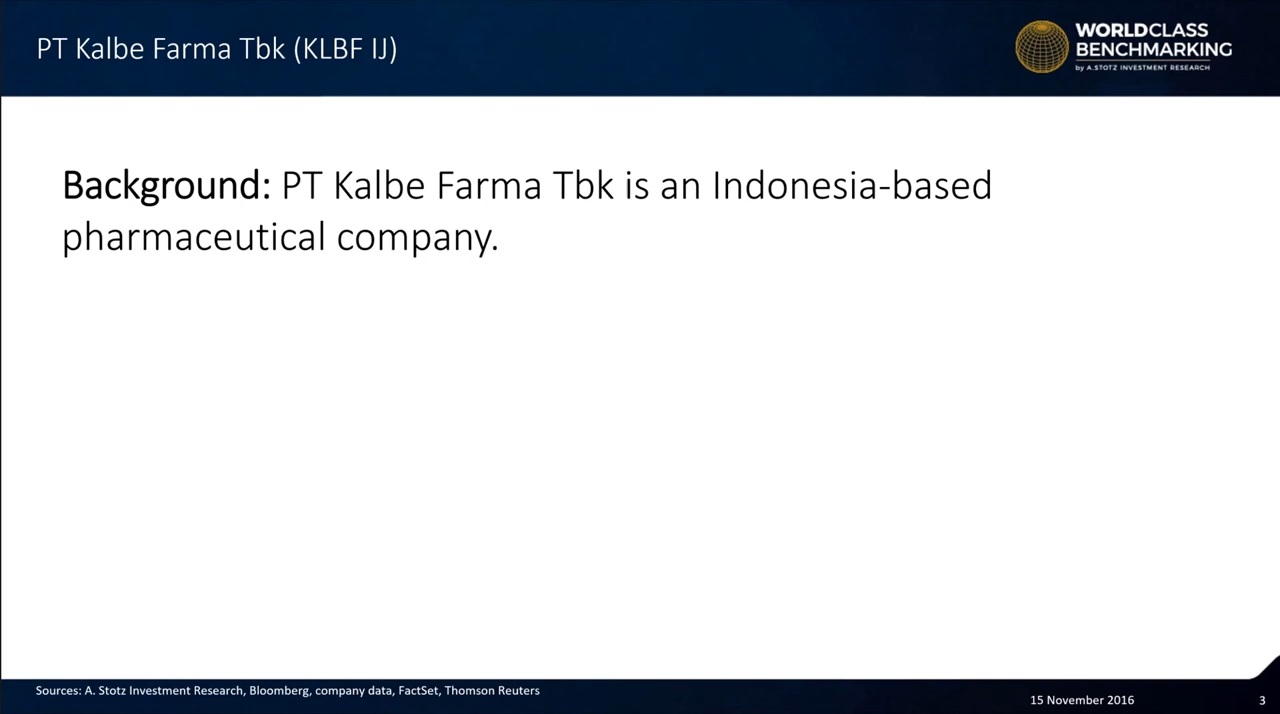 PT Kalbe Farma Tbk (KLBF IJ)
WORLDCLASS
BENCHMARKING
by A.STOTZ INVESTMENT RESEARCH
Background: PT Kalbe Farma Tbk is an Indonesia-based
pharmaceutical company.
Sources: A. Stotz Investment Research, Bloomberg, company data, FactSet, Thomson Reuters
15 November 2016
3